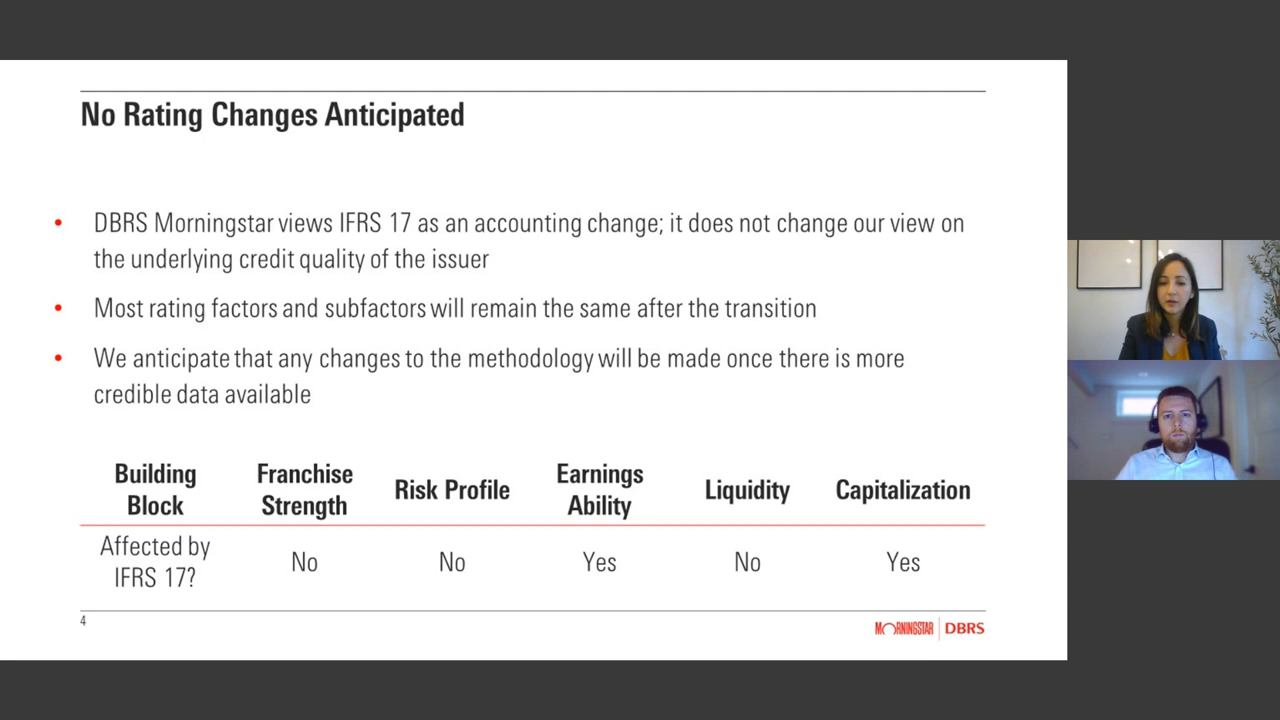 No Rating Changes Anticipated
• DBRS Morningstar views IFRS 17 as an accounting change; it does not change our view on
the underlying credit quality of the issuer
• Most rating factors and subfactors will remain the same after the transition
• We anticipate that any changes to the methodology will be made once there is more
credible data available
Building Block Franchise Strength Risk Profile Earnings Ability Liquidity Capitalization
Affected by IFRS 17? No No Yes No Yes
4
MORNINGSTAR | DBRS